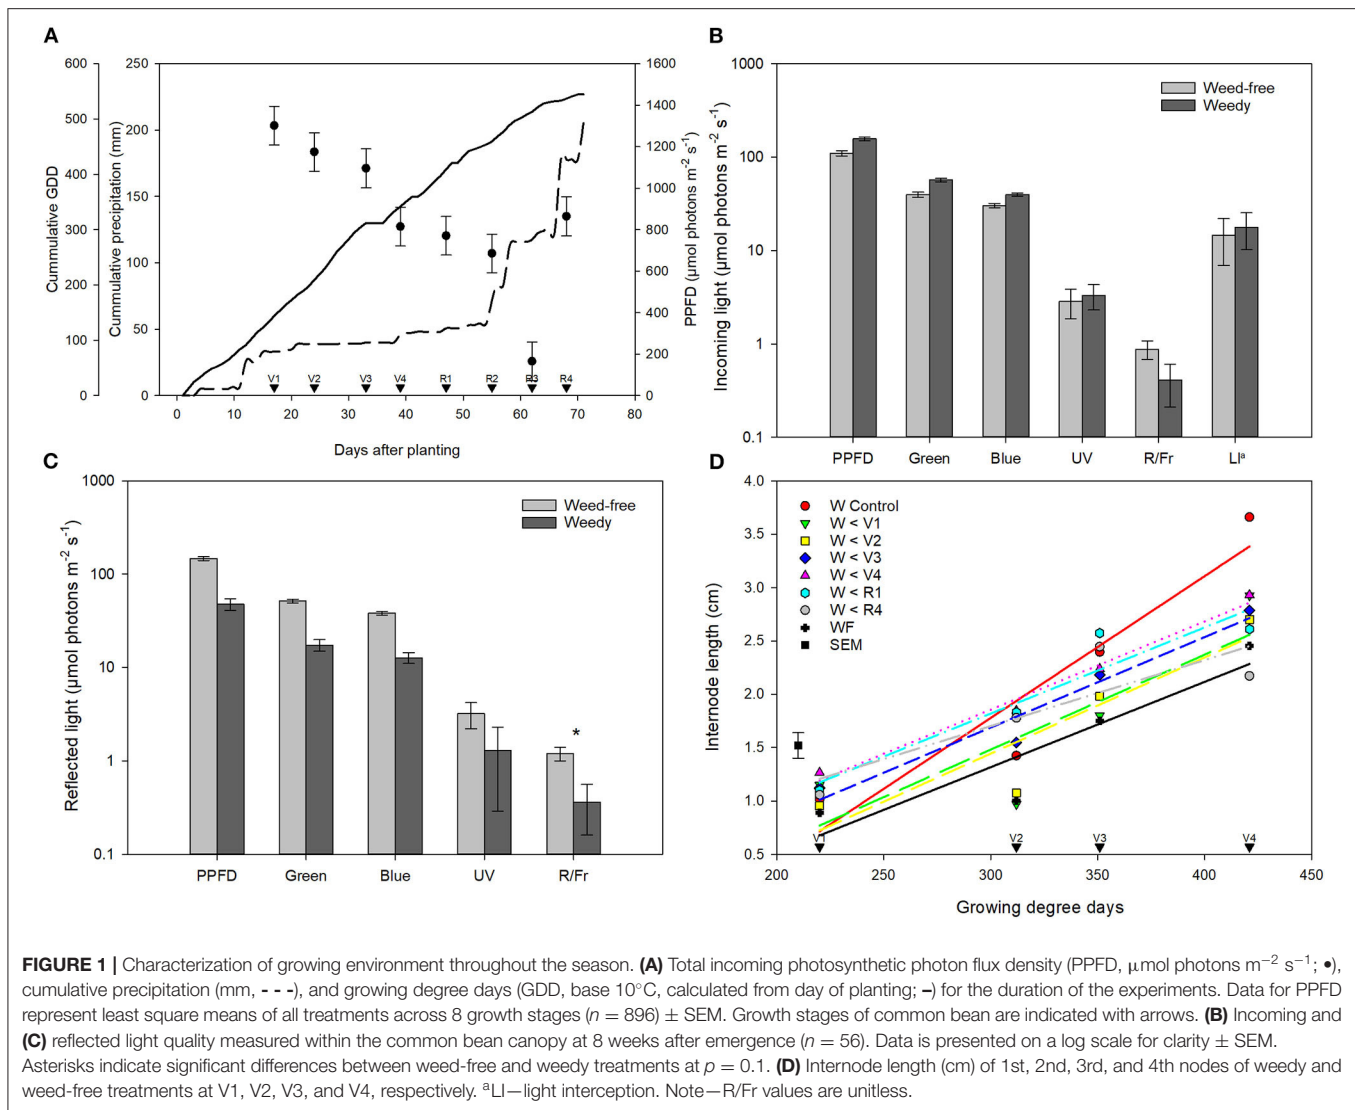 A
600
500
400
300
200
100
0
Cummulative GDD
250
200
150
100
50
0
Cummulative precipitation (mm)
1600
1400
1200
1000
800
600
400
200
0
PPFD (µmol photons m⁻² s⁻¹)
V1 V2 V3 V4 R1 R2 R3 R4
0 10 20 30 40 50 60 70 80
Days after planting
B
1000
100
10
1
0.1
Incoming light (µmol photons m⁻² s⁻¹)
Weed-free
Weedy
PPFD Green Blue UV R/Fr LIᵃ
C
1000
100
10
1
0.1
Reflected light (µmol photons m⁻² s⁻¹)
Weed-free
Weedy
*
PPFD Green Blue UV R/Fr
D
4.0
3.5
3.0
2.5
2.0
1.5
1.0
0.5
Internode length (cm)
W Control
W < V1
W < V2
W < V3
W < V4
W < R1
W < R4
WF
SEM
V1 V2 V3 V4
200 250 300 350 400 450
Growing degree days
FIGURE 1 | Characterization of growing environment throughout the season. (A) Total incoming photosynthetic photon flux density (PPFD, µmol photons m⁻² s⁻¹; •),
cumulative precipitation (mm, - - -), and growing degree days (GDD, base 10°C, calculated from day of planting; –) for the duration of the experiments. Data for PPFD
represent least square means of all treatments across 8 growth stages (n = 896) ± SEM. Growth stages of common bean are indicated with arrows. (B) Incoming and
(C) reflected light quality measured within the common bean canopy at 8 weeks after emergence (n = 56). Data is presented on a log scale for clarity ± SEM.
Asterisks indicate significant differences between weed-free and weedy treatments at p = 0.1. (D) Internode length (cm) of 1st, 2nd, 3rd, and 4th nodes of weedy and
weed-free treatments at V1, V2, V3, and V4, respectively. ᵃLI—light interception. Note—R/Fr values are unitless.